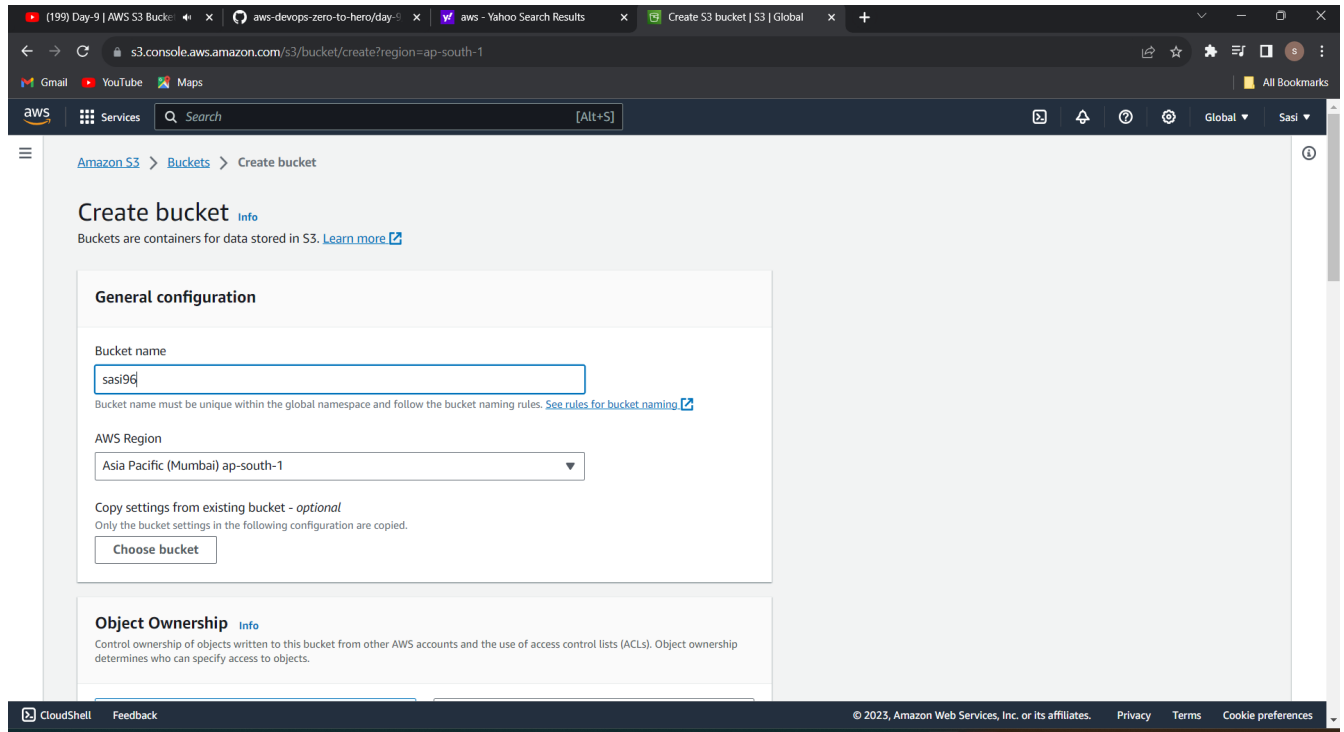 (199) Day-9 | AWS S3 Bucke
aws-devops-zero-to-hero/day-9
aws - Yahoo Search Results
Create S3 bucket | S3 | Global
s3.console.aws.amazon.com/s3/bucket/create?region=ap-south-1
S
Gmail
YouTube
Maps
All Bookmarks
aws
Services
Search
[Alt+S]
Global
Sasi
Amazon S3 > Buckets > Create bucket
Create bucket Info
Buckets are containers for data stored in S3. Learn more
General configuration
Bucket name
sasi96
Bucket name must be unique within the global namespace and follow the bucket naming rules. See rules for bucket naming
AWS Region
Asia Pacific (Mumbai) ap-south-1
Copy settings from existing bucket - optional
Only the bucket settings in the following configuration are copied.
Choose bucket
Object Ownership Info
Control ownership of objects written to this bucket from other AWS accounts and the use of access control lists (ACLs). Object ownership
determines who can specify access to objects.
CloudShell
Feedback
© 2023, Amazon Web Services, Inc. or its affiliates.
Privacy
Terms
Cookie preferences